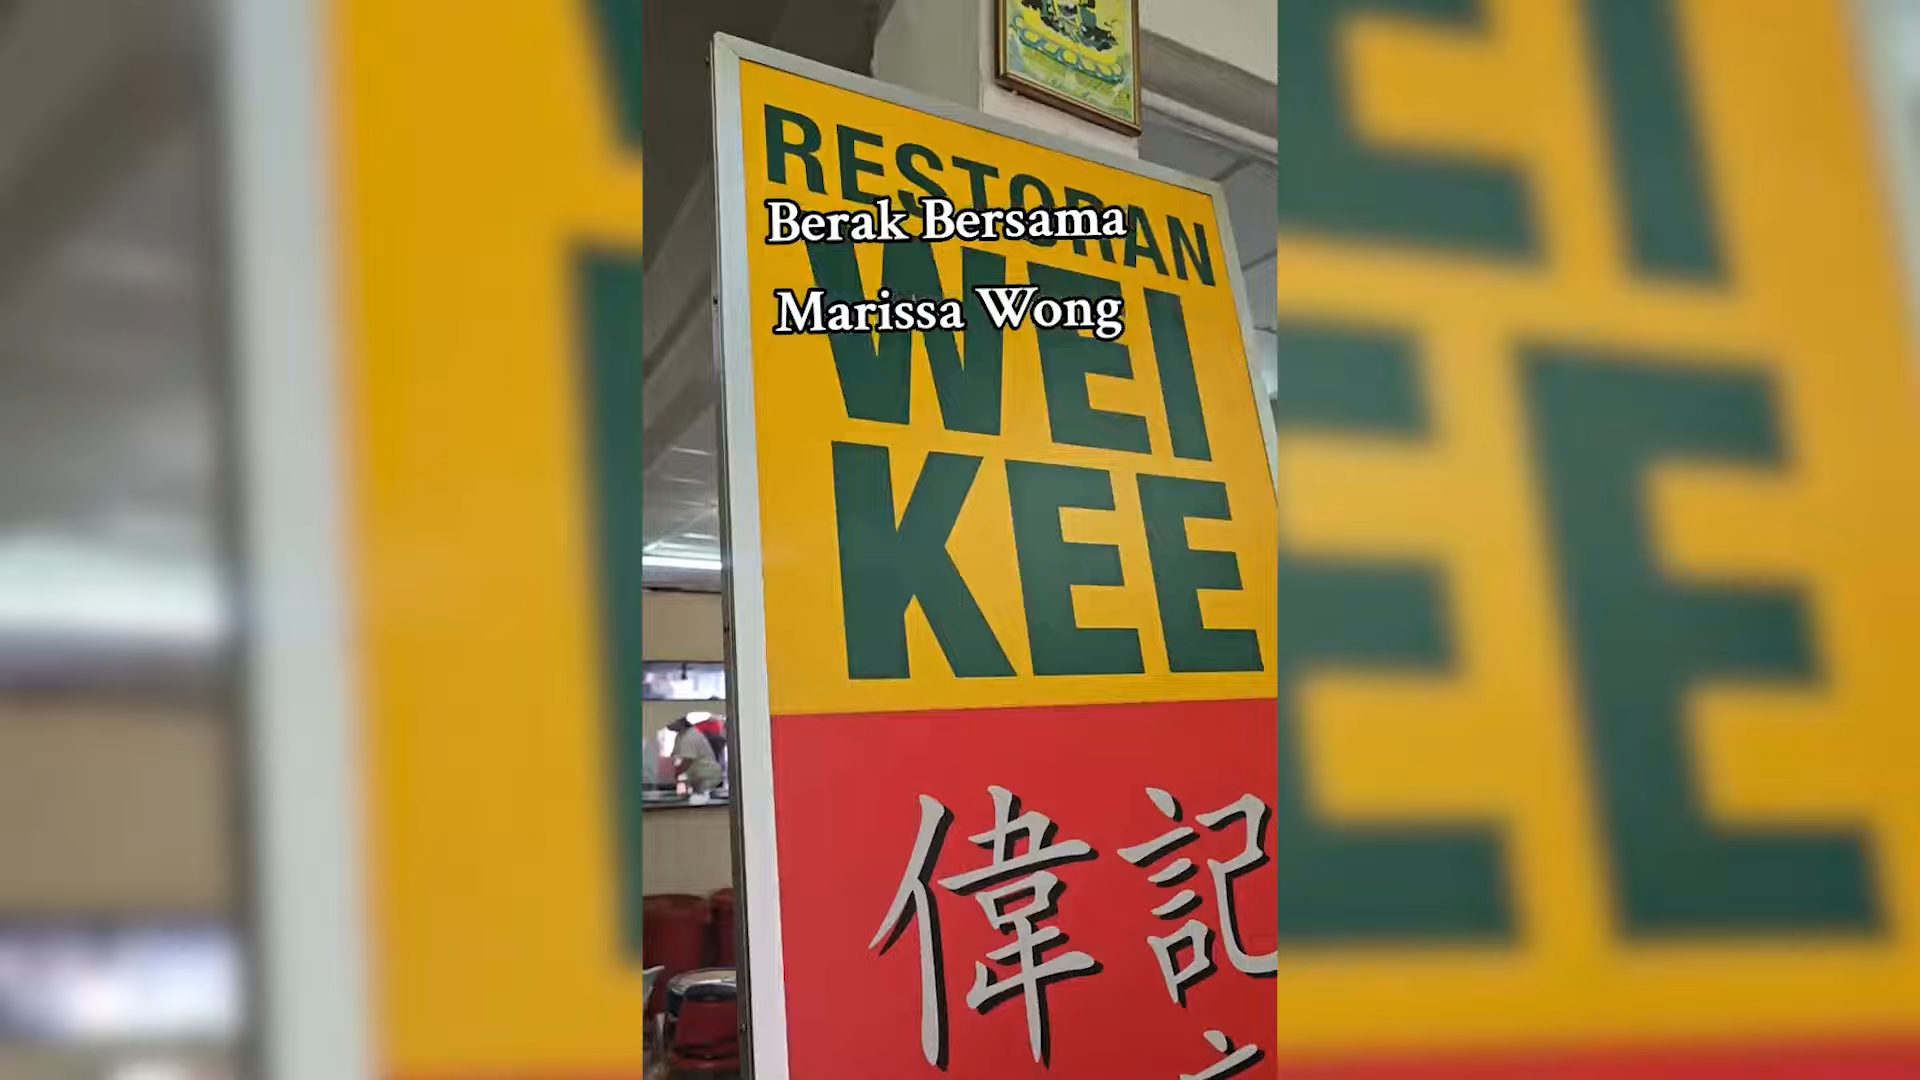 RESTORAN
Berak Bersama
Marissa Wong
WEI
KEE
偉記